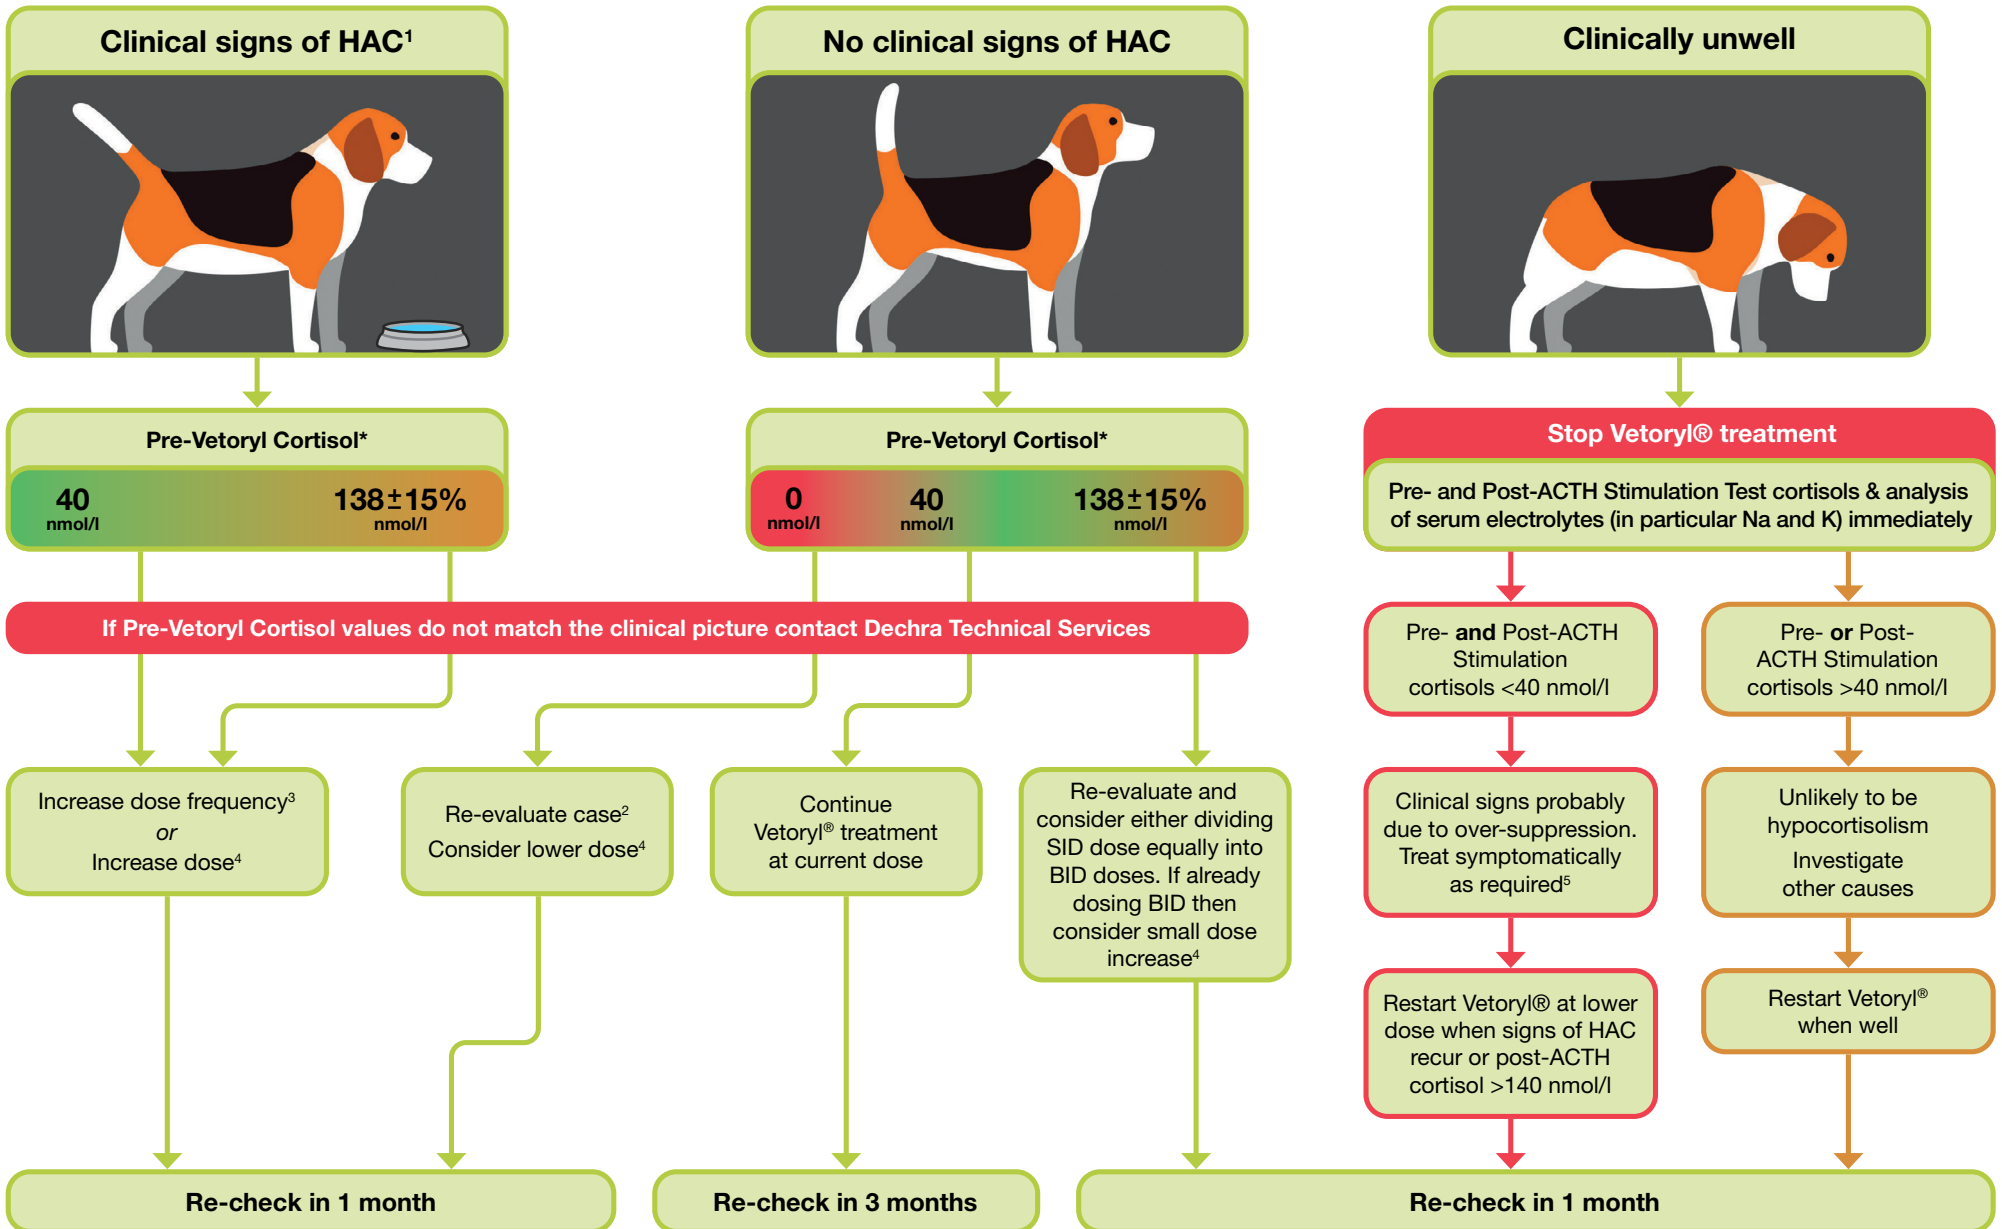 Clinical signs of HAC¹
No clinical signs of HAC
Clinically unwell
Pre-Vetoryl Cortisol*
40
nmol/l
138±15%
nmol/l
Pre-Vetoryl Cortisol*
0
nmol/l
40
nmol/l
138±15%
nmol/l
Stop Vetoryl® treatment
Pre- and Post-ACTH Stimulation Test cortisols & analysis
of serum electrolytes (in particular Na and K) immediately
If Pre-Vetoryl Cortisol values do not match the clinical picture contact Dechra Technical Services
Pre- and Post-ACTH
Stimulation
cortisols <40 nmol/l
Pre- or Post-
ACTH Stimulation
cortisols >40 nmol/l
Increase dose frequency³
or
Increase dose⁴
Re-evaluate case²
Consider lower dose⁴
Continue
Vetoryl® treatment
at current dose
Re-evaluate and
consider either dividing
SID dose equally into
BID doses. If already
dosing BID then
consider small dose
increase⁴
Clinical signs probably
due to over-suppression.
Treat symptomatically
as required⁵
Unlikely to be
hypocortisolism
Investigate
other causes
Restart Vetoryl® at lower
dose when signs of HAC
recur or post-ACTH
cortisol >140 nmol/l
Restart Vetoryl®
when well
Re-check in 1 month
Re-check in 3 months
Re-check in 1 month